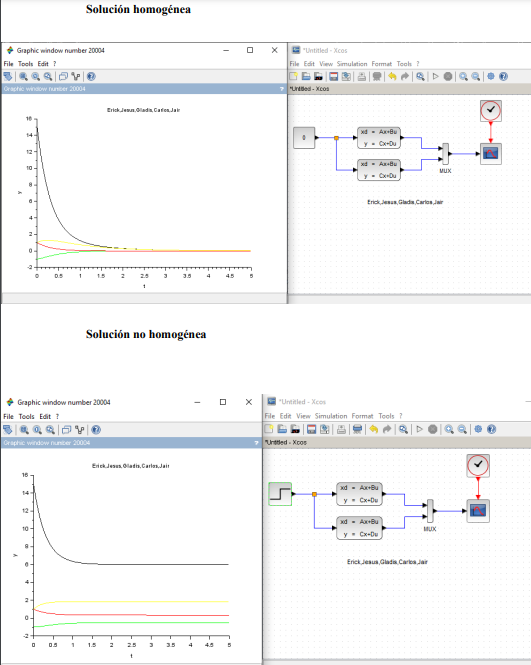 Solución homogénea
Graphic window number 20004
File Tools Edit ?
Graphic window number 20004 ?
Erick,Jesus,Gladis,Carlos,Jair
16
14
12
10
8
6
4
2
0
-2
y
0 0.5 1 1.5 2 2.5 3 3.5 4 4.5 5
t
*Untitled - Xcos
File Edit View Simulation Format Tools ?
*Untitled - Xcos
0
xd = Ax+Bu
y = Cx+Du
xd = Ax+Bu
y = Cx+Du
MUX
Erick,Jesus,Gladis,Carlos,Jair
Solución no homogénea
Graphic window number 20004
File Tools Edit ?
Graphic window number 20004 ?
Erick,Jesus,Gladis,Carlos,Jair
16
14
12
10
8
6
4
2
0
-2
y
0 0.5 1 1.5 2 2.5 3 3.5 4 4.5 5
t
*Untitled - Xcos
File Edit View Simulation Format Tools ?
*Untitled - Xcos
xd = Ax+Bu
y = Cx+Du
xd = Ax+Bu
y = Cx+Du
MUX
Erick,Jesus,Gladis,Carlos,Jair